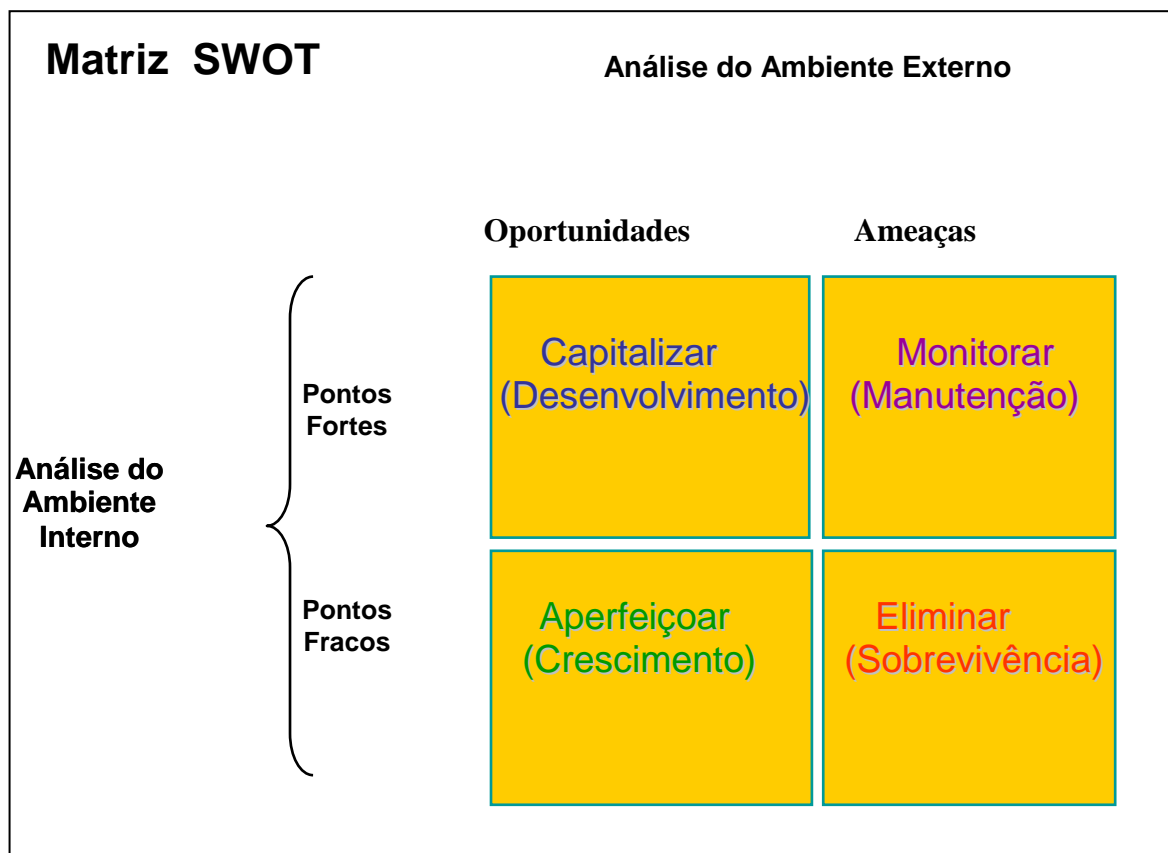 Matriz  SWOT
Análise do Ambiente Externo
Oportunidades
Ameaças
Pontos
Fortes
Capitalizar
(Desenvolvimento)
Monitorar
(Manutenção)
Análise do
Ambiente
Interno
Pontos
Fracos
Aperfeiçoar
(Crescimento)
Eliminar
(Sobrevivência)